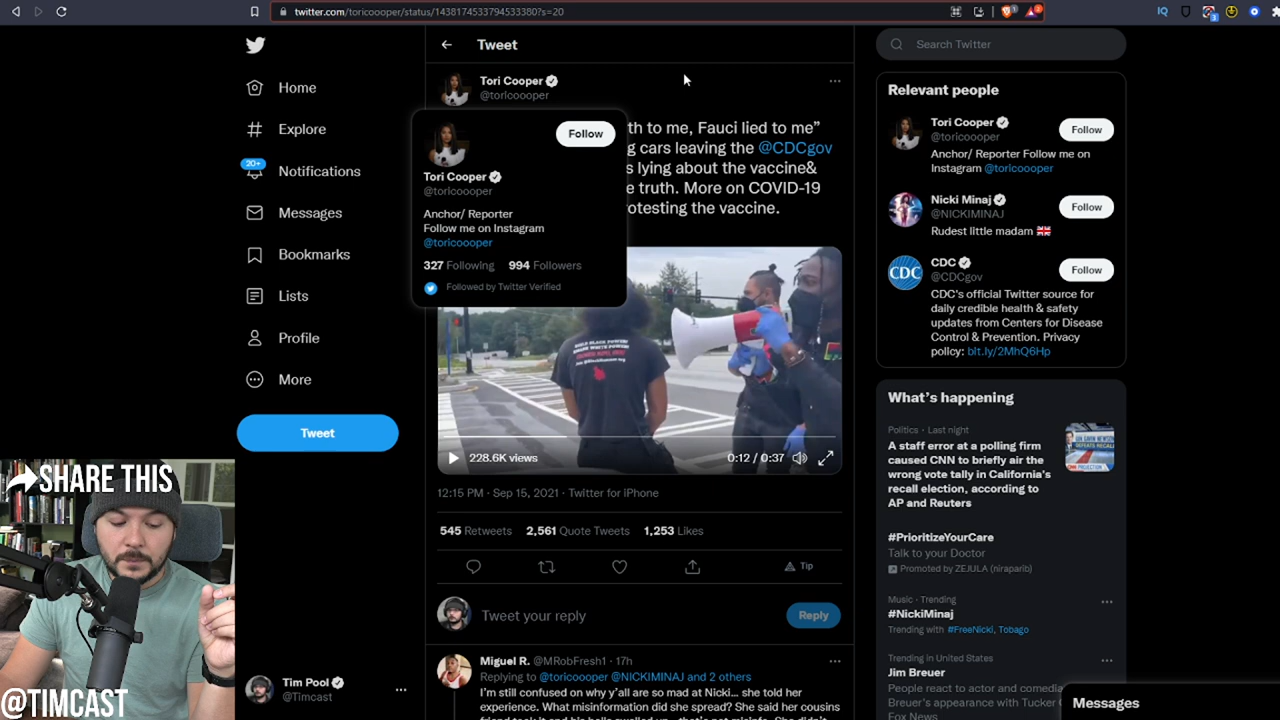 twitter.com/toricoooper/status/1438174533794533380?s=20
Home
Explore
20+
Notifications
Messages
Bookmarks
Lists
Profile
More
Tweet
SHARE THIS
@TIMCAST
Tim Pool
@Timcast
Tweet
Tori Cooper
@toricoooper
th to me, Fauci lied to me”
g cars leaving the @CDCgov
s lying about the vaccine&
e truth. More on COVID-19
otesting the vaccine.
Follow
Tori Cooper
@toricoooper
Anchor/ Reporter
Follow me on Instagram
@toricoooper
327 Following 994 Followers
Followed by Twitter Verified
228.6K views
0:12 / 0:37
12:15 PM · Sep 15, 2021 · Twitter for iPhone
545 Retweets 2,561 Quote Tweets 1,253 Likes
Tip
Tweet your reply
Reply
Miguel R. @MRobFresh1 · 17h
Replying to @toricoooper @NICKIMINAJ and 2 others
I'm still confused on why y'all are so mad at Nicki... she told her
experience. What misinformation did she spread? She said her cousins
Search Twitter
Relevant people
Tori Cooper
@toricoooper
Follow
Anchor/ Reporter Follow me on
Instagram @toricoooper
Nicki Minaj
@NICKIMINAJ
Follow
Rudest little madam
CDC
@CDCgov
Follow
CDC's official Twitter source for
daily credible health & safety
updates from Centers for Disease
Control & Prevention. Privacy
policy: bit.ly/2MhQ6Hp
What's happening
Politics · Last night
A staff error at a polling firm
caused CNN to briefly air the
wrong vote tally in California's
recall election, according to
AP and Reuters
#PrioritizeYourCare
Talk to your Doctor
Promoted by ZEJULA (niraparib)
Music · Trending
#NickiMinaj
Trending with #FreeNicki, Tobago
Trending in United States
Jim Breuer
People react to actor and comedia
Breuer's appearance with Tucker
Fox News
Messages